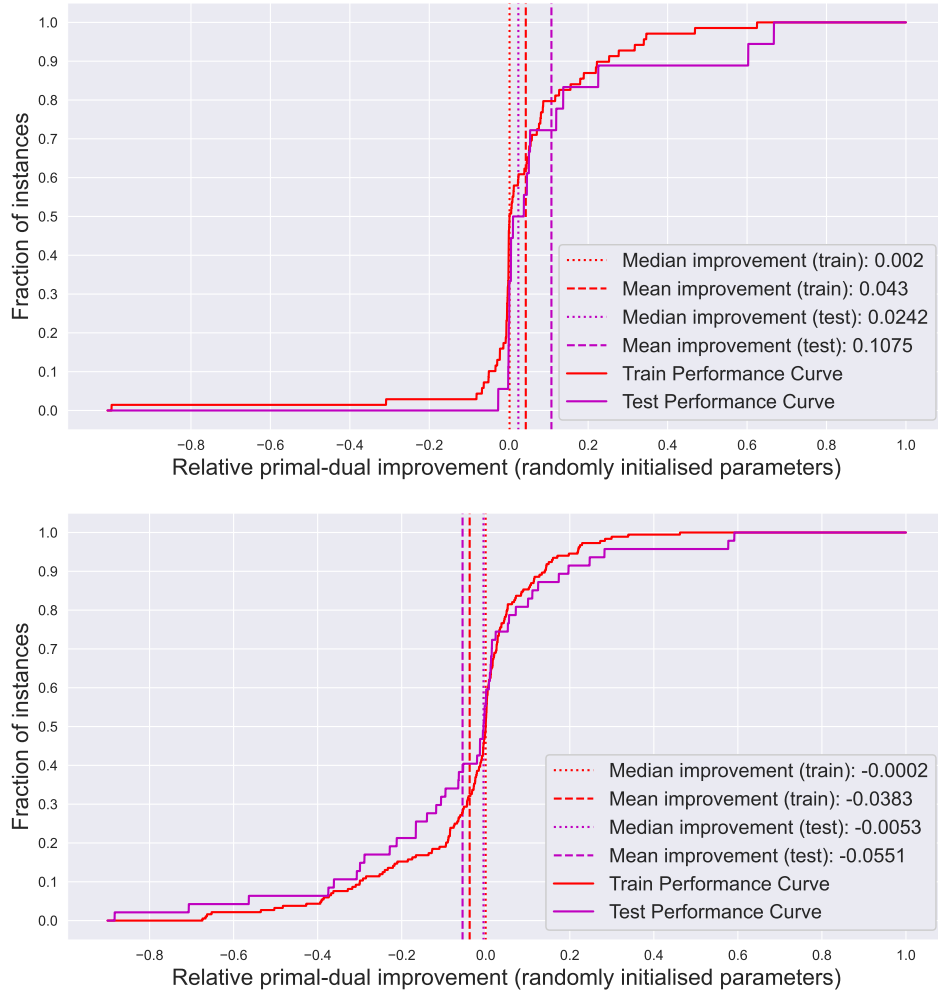 1.0
0.9
0.8
0.7
0.6
0.5
0.4
0.3
0.2
0.1
0.0
Fraction of instances
Median improvement (train): 0.002
Mean improvement (train): 0.043
Median improvement (test): 0.0242
Mean improvement (test): 0.1075
Train Performance Curve
Test Performance Curve
−0.8 −0.6 −0.4 −0.2 0.0 0.2 0.4 0.6 0.8 1.0
Relative primal-dual improvement (randomly initialised parameters)
1.0
0.9
0.8
0.7
0.6
0.5
0.4
0.3
0.2
0.1
0.0
Fraction of instances
Median improvement (train): -0.0002
Mean improvement (train): -0.0383
Median improvement (test): -0.0053
Mean improvement (test): -0.0551
Train Performance Curve
Test Performance Curve
−0.8 −0.6 −0.4 −0.2 0.0 0.2 0.4 0.6 0.8 1.0
Relative primal-dual improvement (randomly initialised parameters)